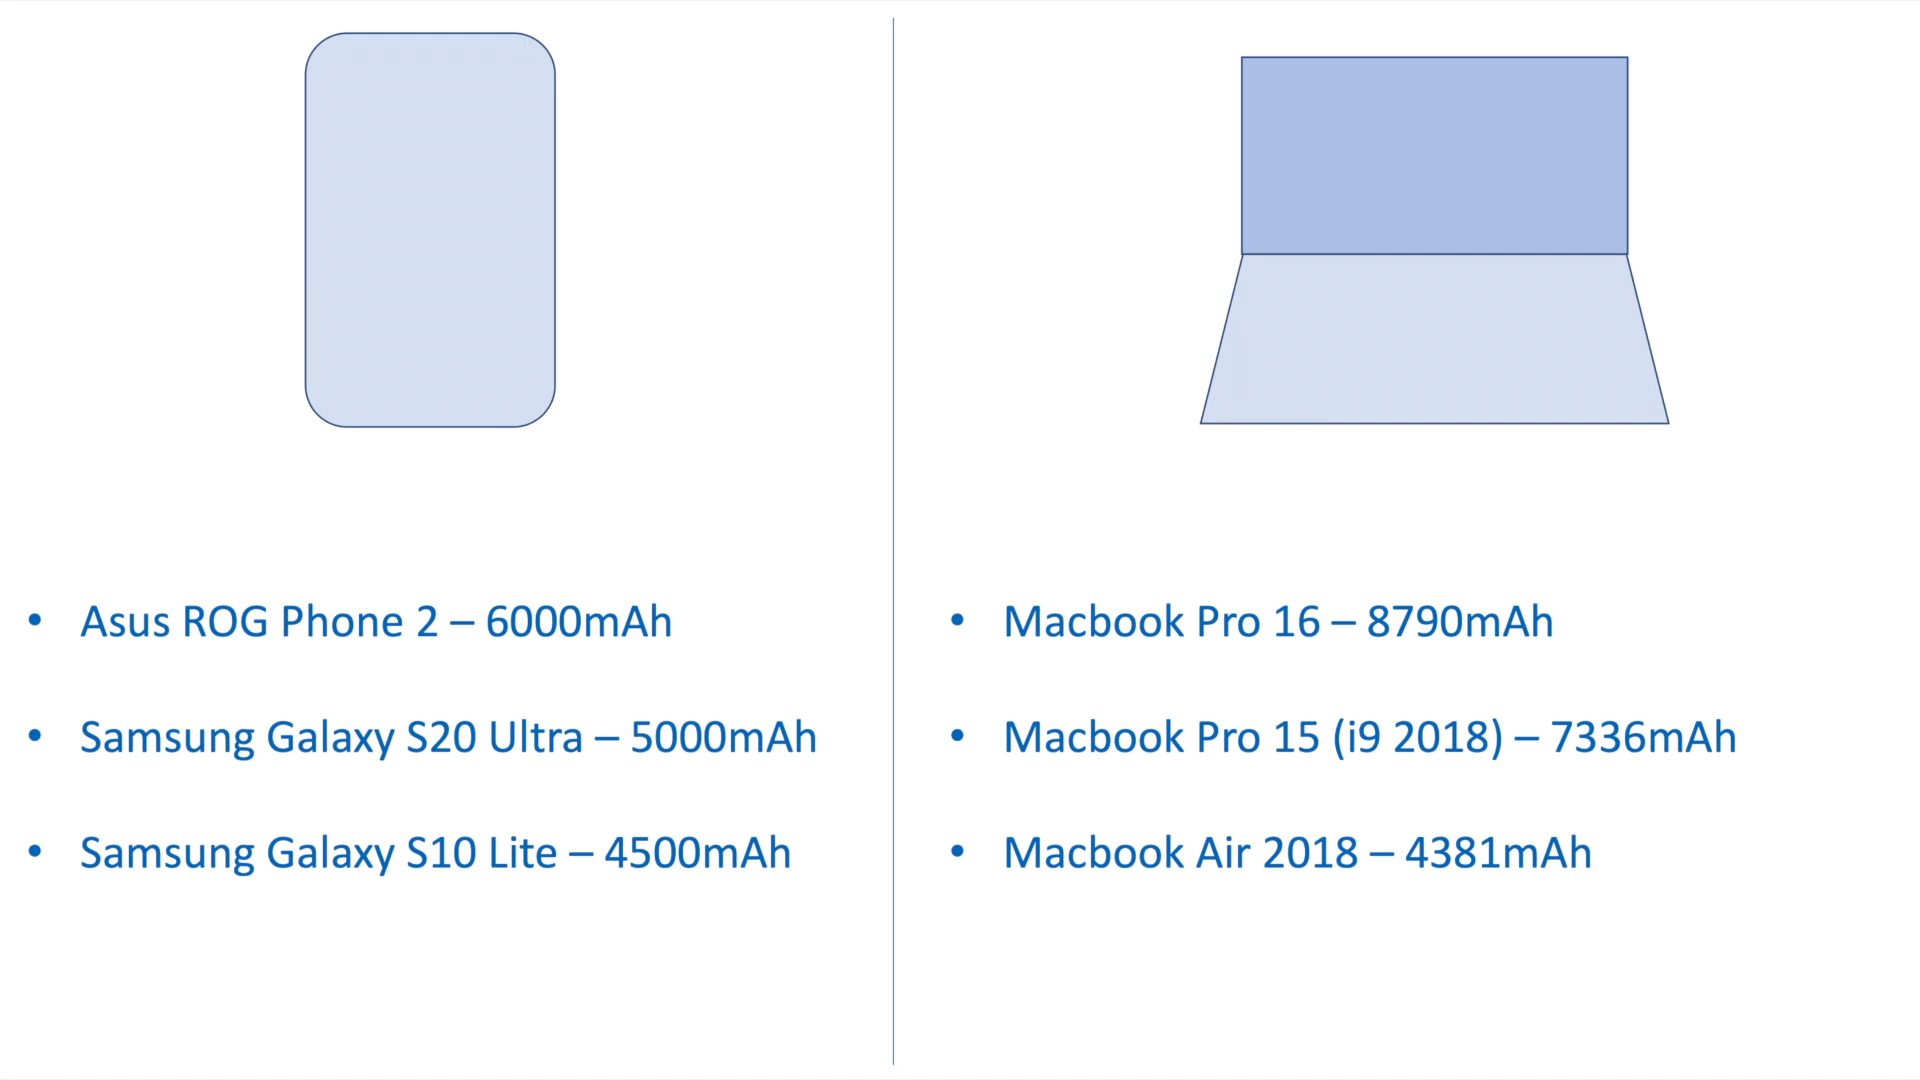 • Asus ROG Phone 2 – 6000mAh
• Samsung Galaxy S20 Ultra – 5000mAh
• Samsung Galaxy S10 Lite – 4500mAh
• Macbook Pro 16 – 8790mAh
• Macbook Pro 15 (i9 2018) – 7336mAh
• Macbook Air 2018 – 4381mAh